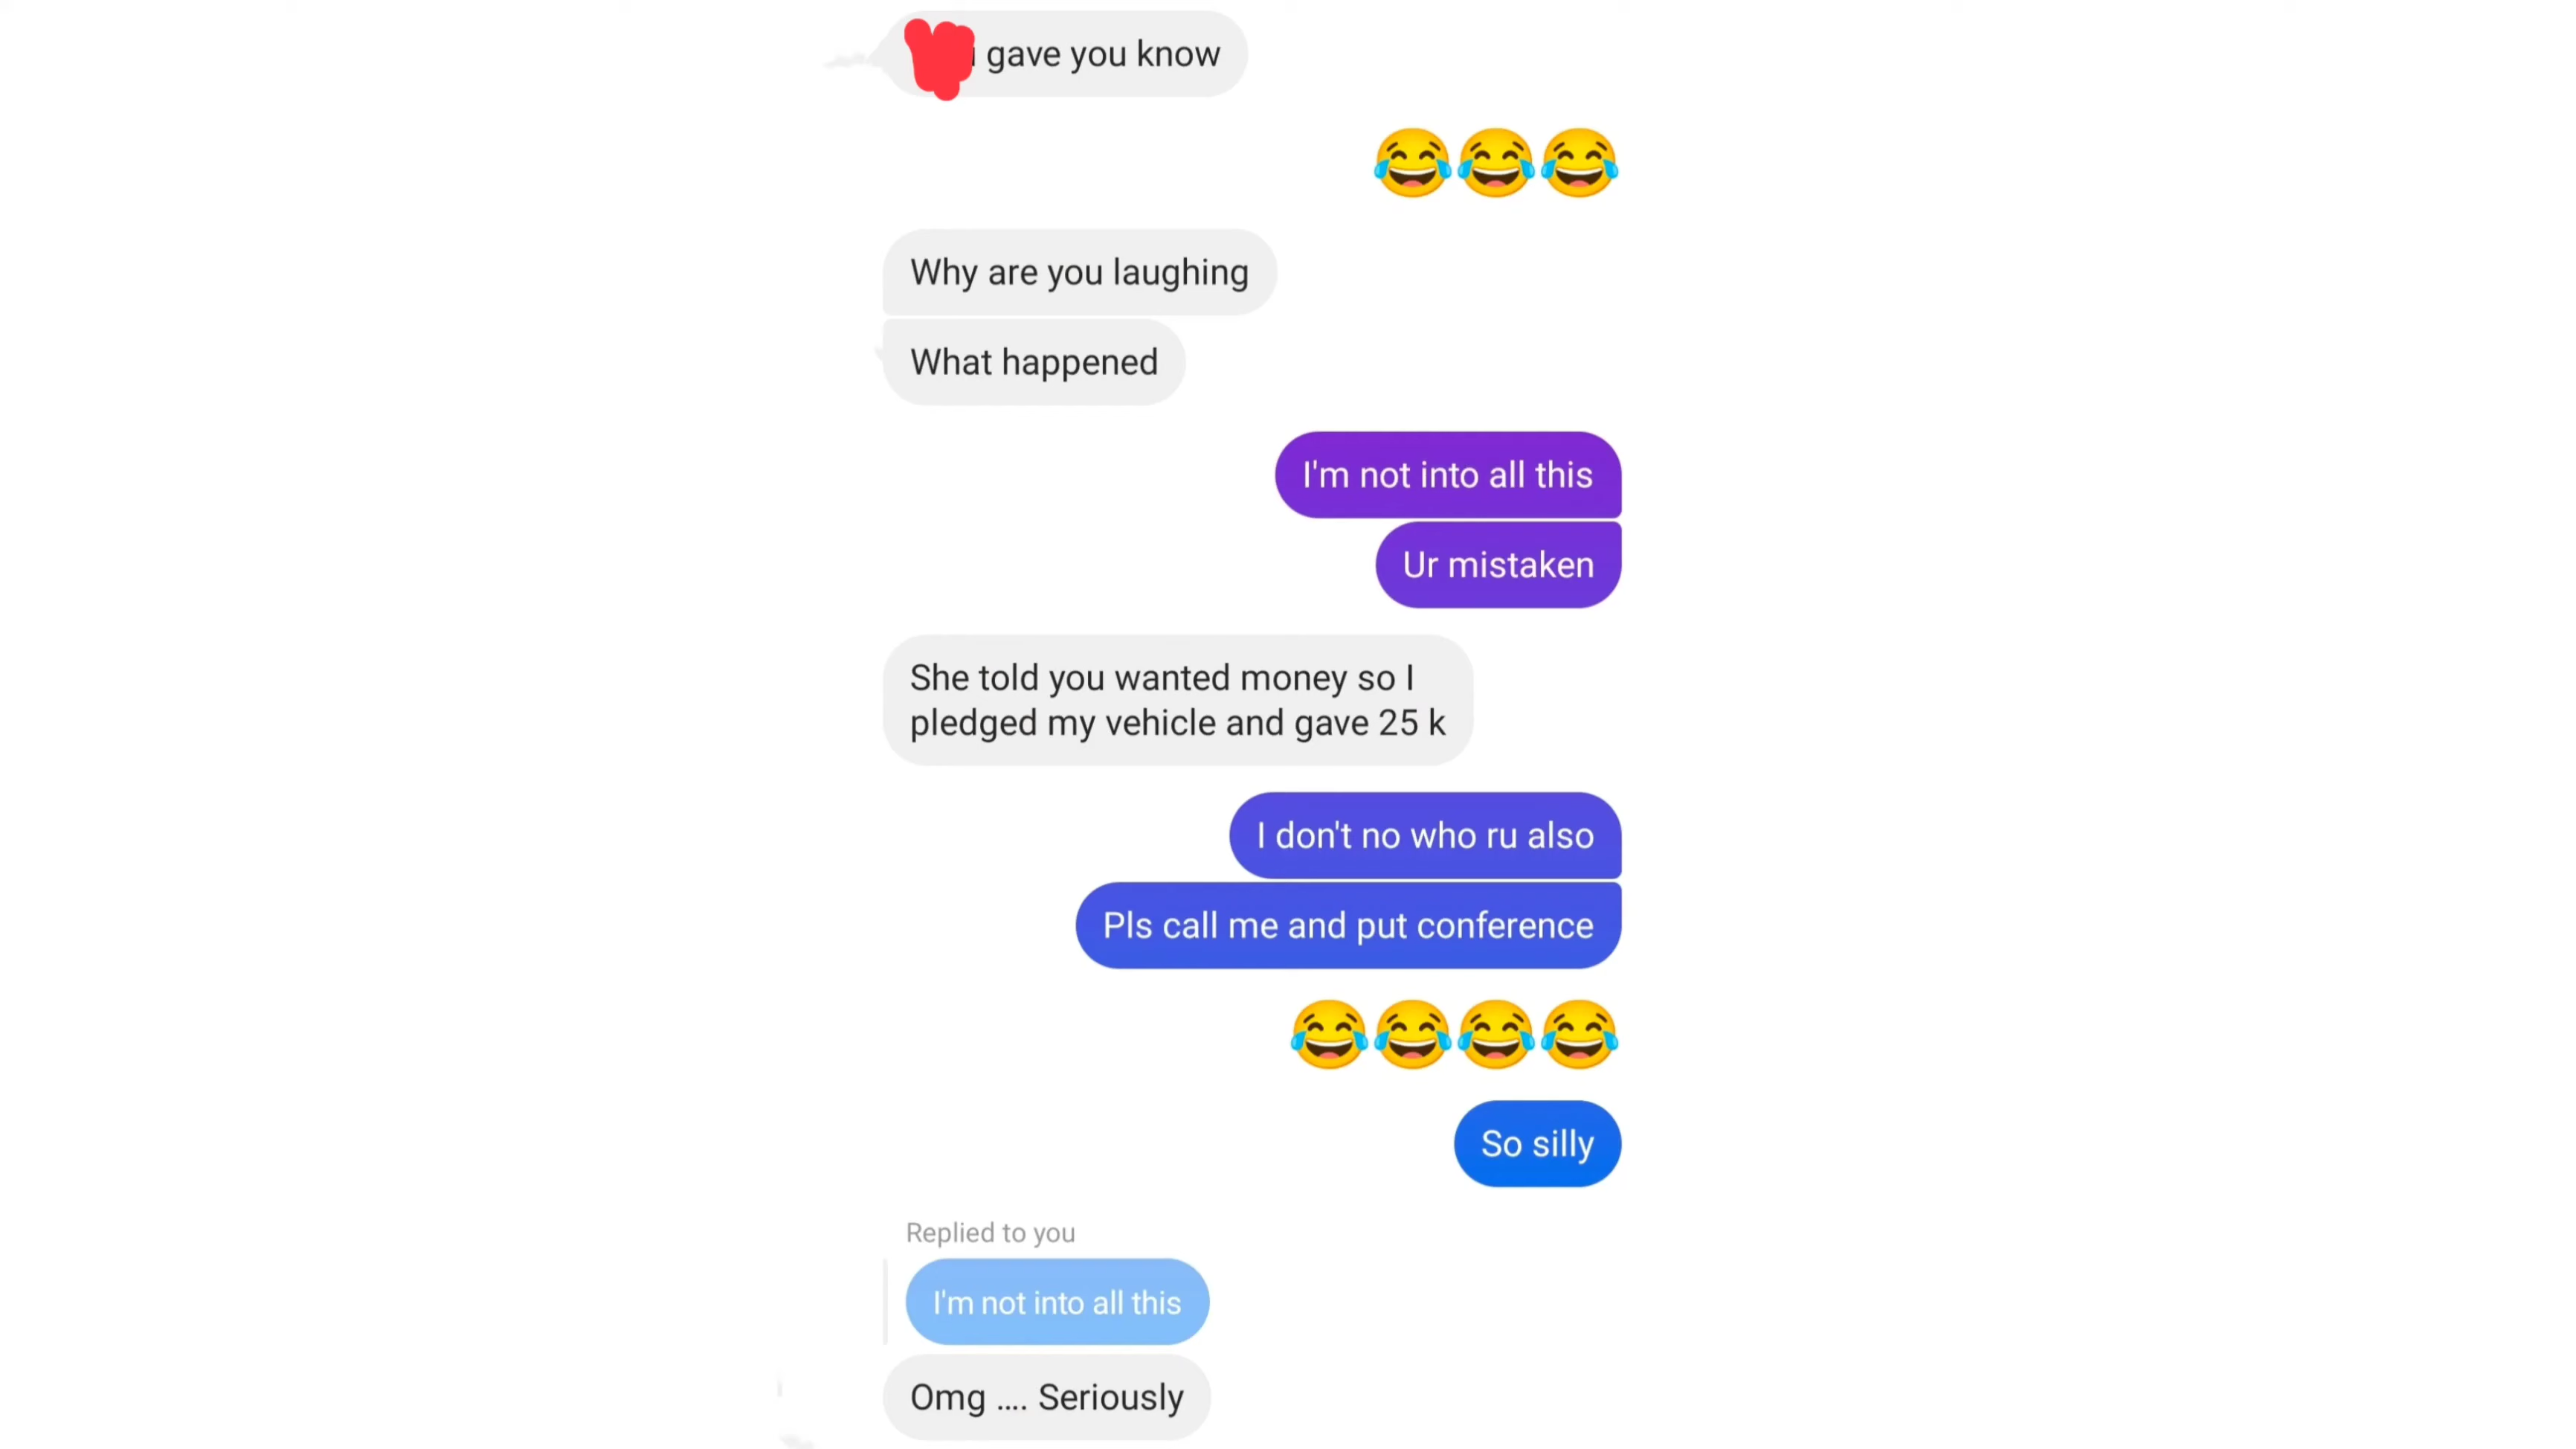 gave you know
😂😂😂
Why are you laughing
What happened
I'm not into all this
Ur mistaken
She told you wanted money so I
pledged my vehicle and gave 25 k
I don't no who ru also
Pls call me and put conference
😂😂😂😂
So silly
Replied to you
I'm not into all this
Omg .... Seriously